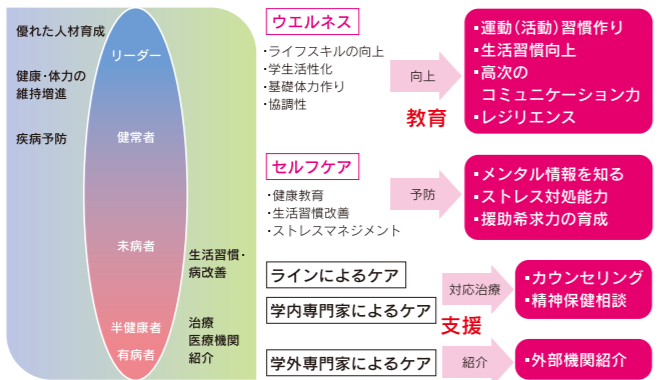 優れた人材育成
リーダー
健康・体力の
維持増進
疾病予防
健常者
未病者
生活習慣・
病改善
半健康者
有病者
治療
医療機関
紹介
ウエルネス
・ライフスキルの向上
・学生活性化
・基礎体力作り
・協調性
向上
教育
・運動（活動）習慣作り
・生活習慣向上
・高次の
コミュニケーション力
・レジリエンス
セルフケア
・健康教育
・生活習慣改善
・ストレスマネジメント
予防
・メンタル情報を知る
・ストレス対処能力
・援助希求力の育成
ラインによるケア
学内専門家によるケア
対応治療
支援
・カウンセリング
・精神保健相談
学外専門家によるケア
紹介
・外部機関紹介